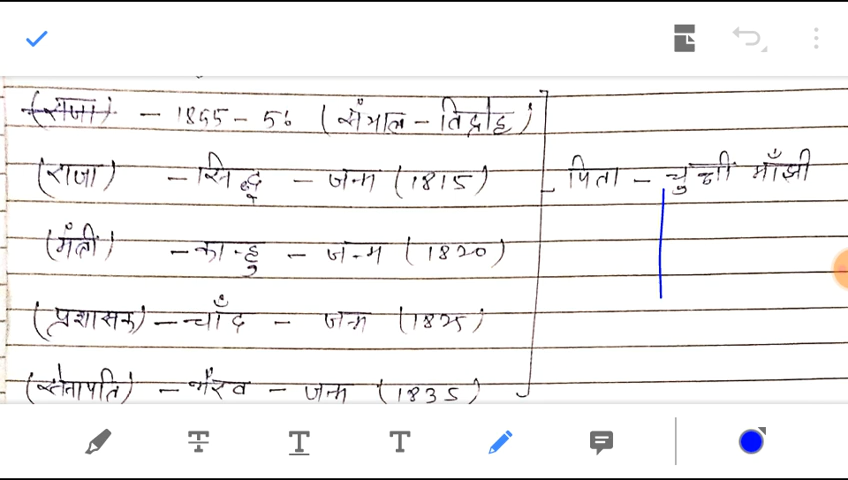 (राजा) - 1855-56 (संथाल - विद्रोह)
(राजा) - सिद्धू - जन्म (1815) पिता - चुन्नी माँझी
(मंत्री) - कान्हु - जन्म (1820)
(प्रशासक) - चाँद - जन्म (1825)
(सेनापति) - भैरव - जन्म (1835)
T T T